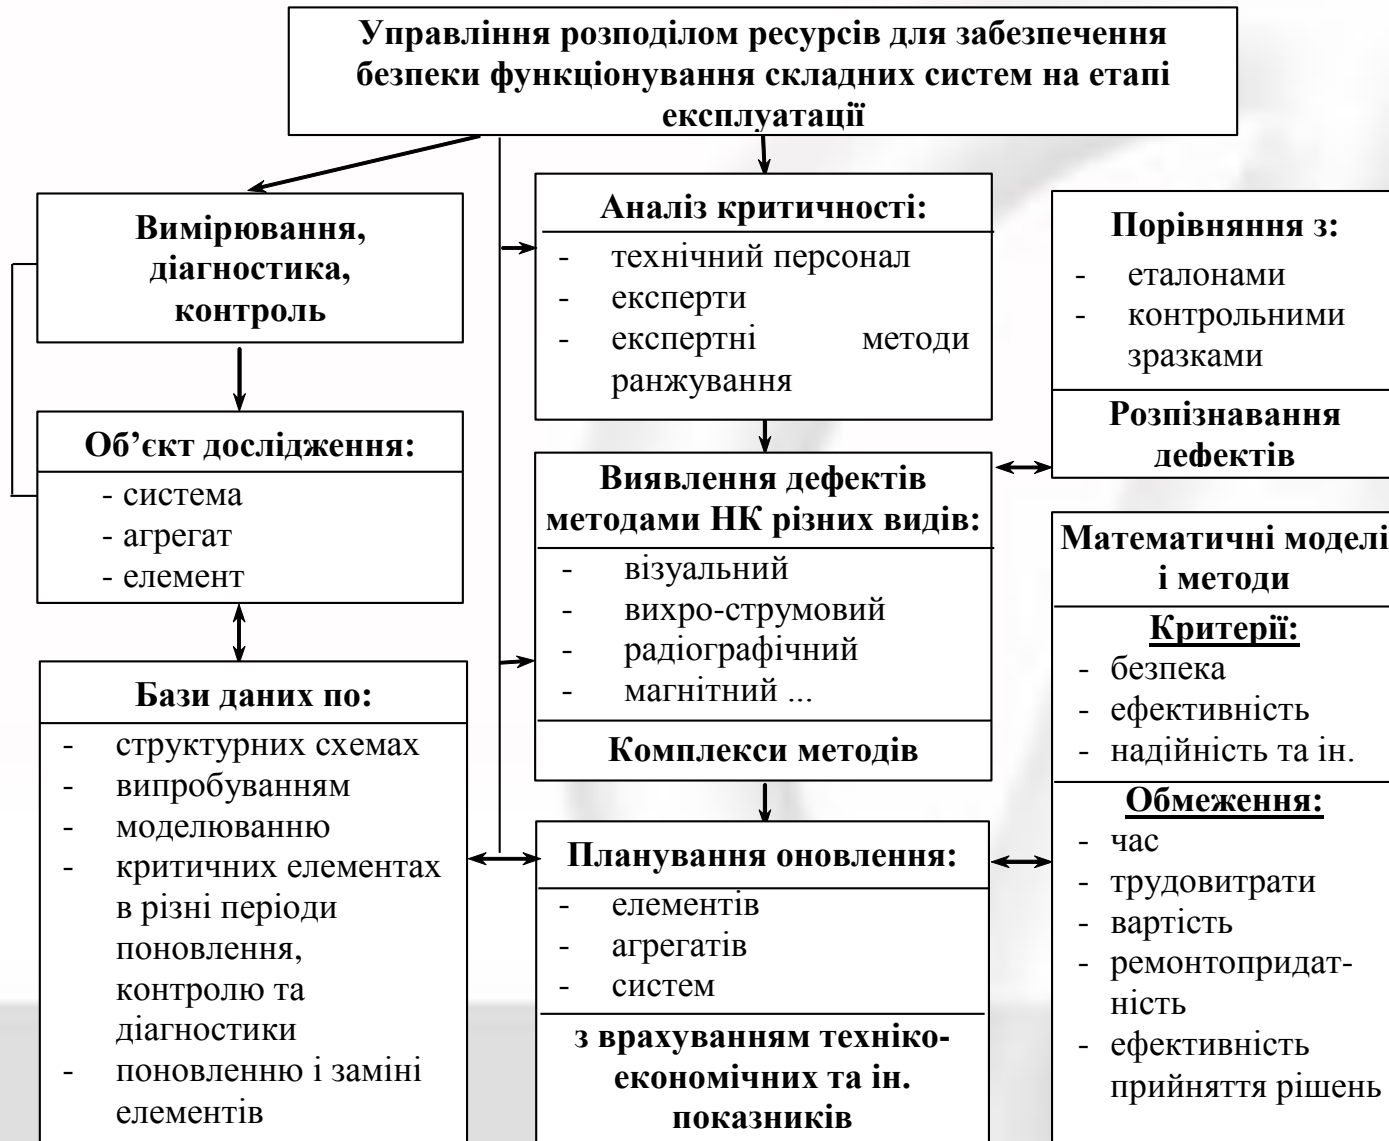 Управління розподілом ресурсів для забезпечення
безпеки функціонування складних систем на етапі
експлуатації
Вимірювання,
діагностика,
контроль
Об’єкт дослідження:
- система
- агрегат
- елемент
Бази даних по:
- структурних схемах
- випробуванням
- моделюванню
- критичних елементах
в різні періоди
поновлення,
контролю та
діагностики
- поновленню і заміні
елементів
Аналіз критичності:
- технічний персонал
- експерти
- експертні методи
ранжування
Виявлення дефектів
методами НК різних видів:
- візуальний
- вихро-струмовий
- радіографічний
- магнітний ...
Комплекси методів
Планування оновлення:
- елементів
- агрегатів
- систем
з врахуванням техніко-
економічних та ін.
показників
Порівняння з:
- еталонами
- контрольними
зразками
Розпізнавання
дефектів
Математичні моделі
і методи
Критерії:
- безпека
- ефективність
- надійність та ін.
Обмеження:
- час
- трудовитрати
- вартість
- ремонтопридат-
ність
- ефективність
прийняття рішень